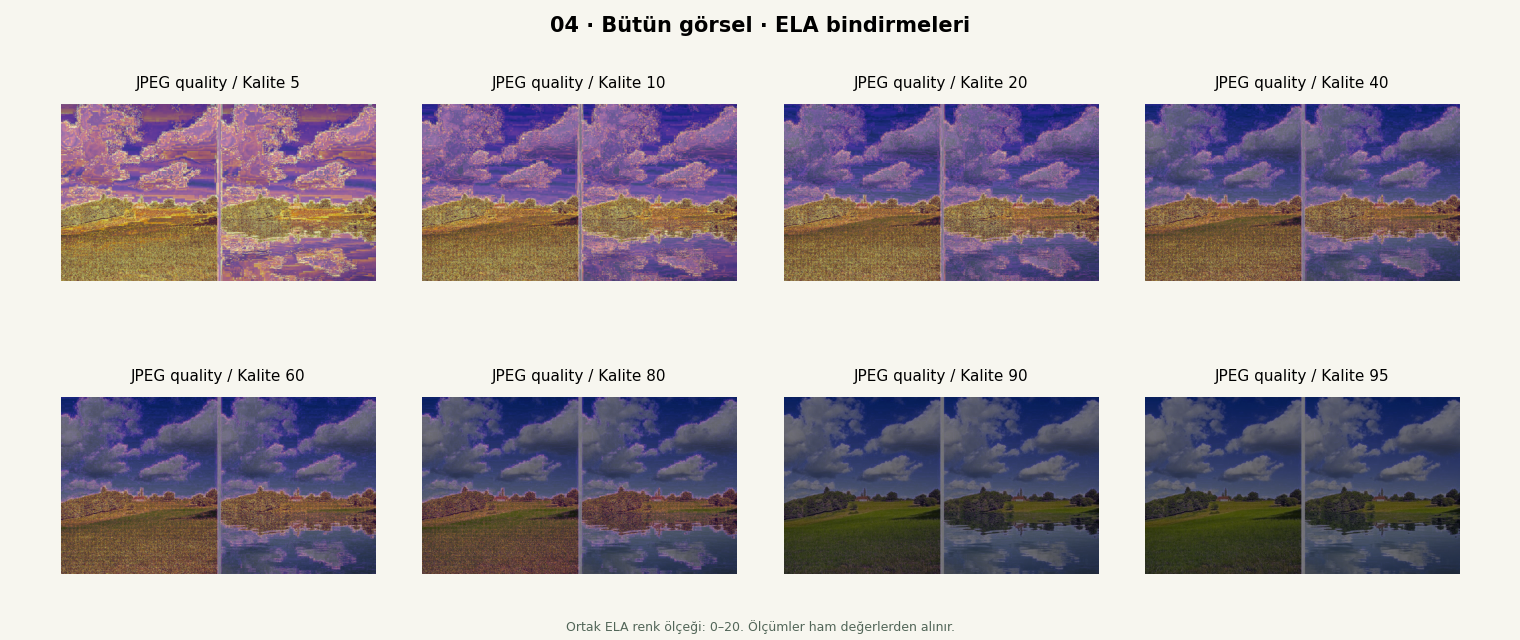 04 · Bütün görsel · ELA bindirmeleri
JPEG quality / Kalite 5
JPEG quality / Kalite 10
JPEG quality / Kalite 20
JPEG quality / Kalite 40
JPEG quality / Kalite 60
JPEG quality / Kalite 80
JPEG quality / Kalite 90
JPEG quality / Kalite 95
Ortak ELA renk ölçeği: 0–20. Ölçümler ham değerlerden alınır.